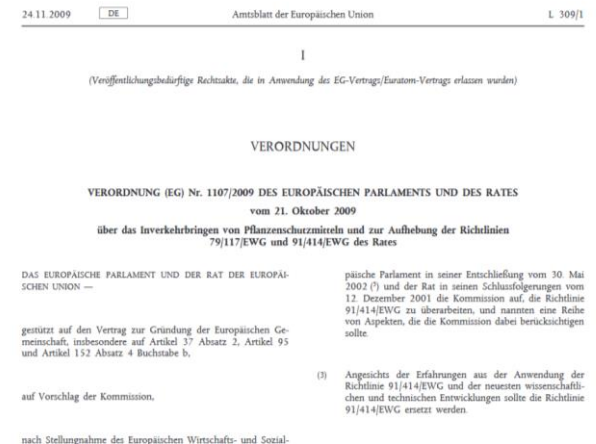 24.11.2009 DE Amtsblatt der Europäischen Union L 309/1
I
(Veröffentlichungsbedürftige Rechtsakte, die in Anwendung des EG-Vertrags/Euratom-Vertrags erlassen wurden)
VERORDNUNGEN
VERORDNUNG (EG) Nr. 1107/2009 DES EUROPÄISCHEN PARLAMENTS UND DES RATES
vom 21. Oktober 2009
über das Inverkehrbringen von Pflanzenschutzmitteln und zur Aufhebung der Richtlinien
79/117/EWG und 91/414/EWG des Rates
DAS EUROPÄISCHE PARLAMENT UND DER RAT DER EUROPÄI-
SCHEN UNION —
gestützt auf den Vertrag zur Gründung der Europäischen Ge-
meinschaft, insbesondere auf Artikel 37 Absatz 2, Artikel 95
und Artikel 152 Absatz 4 Buchstabe b,
auf Vorschlag der Kommission,
nach Stellungnahme des Europäischen Wirtschafts- und Sozial-
päische Parlament in seiner Entschließung vom 30. Mai
2002 (⁷) und der Rat in seinen Schlussfolgerungen vom
12. Dezember 2001 die Kommission auf, die Richtlinie
91/414/EWG zu überarbeiten, und nannten eine Reihe
von Aspekten, die die Kommission dabei berücksichtigen
sollte.
(3) Angesichts der Erfahrungen aus der Anwendung der
Richtlinie 91/414/EWG und der neuesten wissenschaftli-
chen und technischen Entwicklungen sollte die Richtlinie
91/414/EWG ersetzt werden.